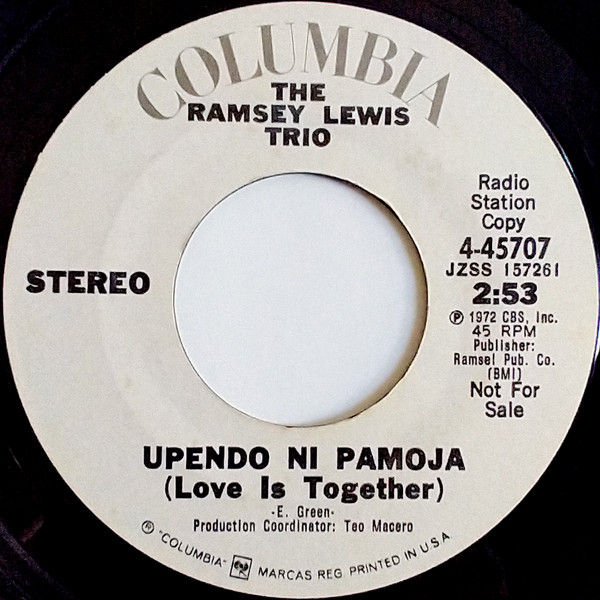 COLUMBIA
THE
RAMSEY LEWIS
TRIO
Radio
Station
Copy
4-45707
JZSS 157261
2:53
℗ 1972 CBS, Inc.
45 RPM
Publisher:
Ramsel Pub. Co.
(BMI)
Not For
Sale
STEREO
UPENDO NI PAMOJA
(Love Is Together)
-E. Green-
Production Coordinator: Teo Macero
® "COLUMBIA" MARCAS REG. PRINTED IN U.S.A.